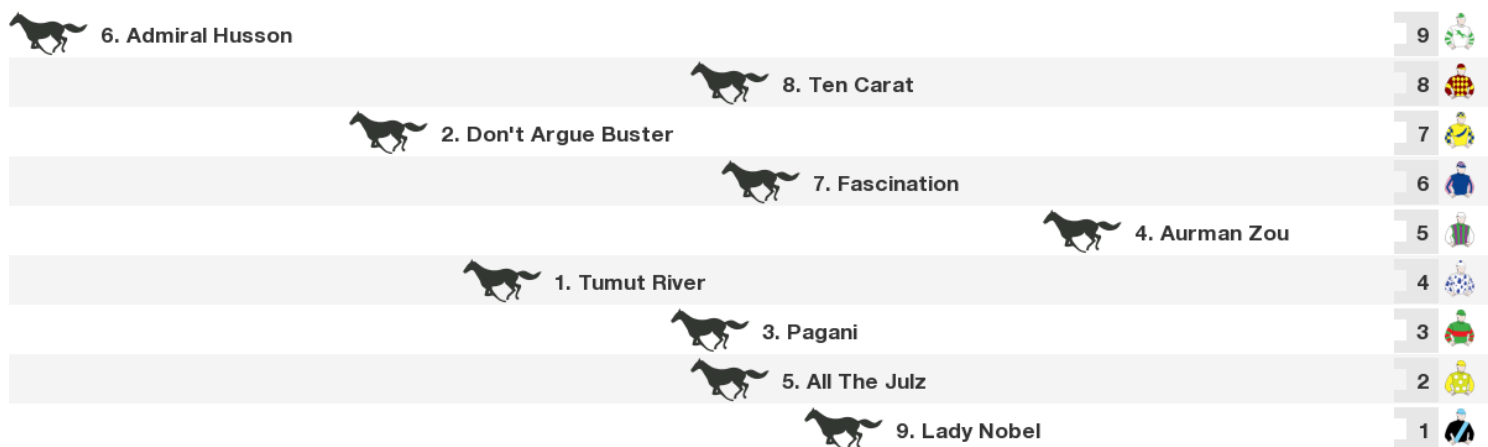 6. Admiral Husson 9
8. Ten Carat 8
2. Don't Argue Buster 7
7. Fascination 6
4. Aurman Zou 5
1. Tumut River 4
3. Pagani 3
5. All The Julz 2
9. Lady Nobel 1